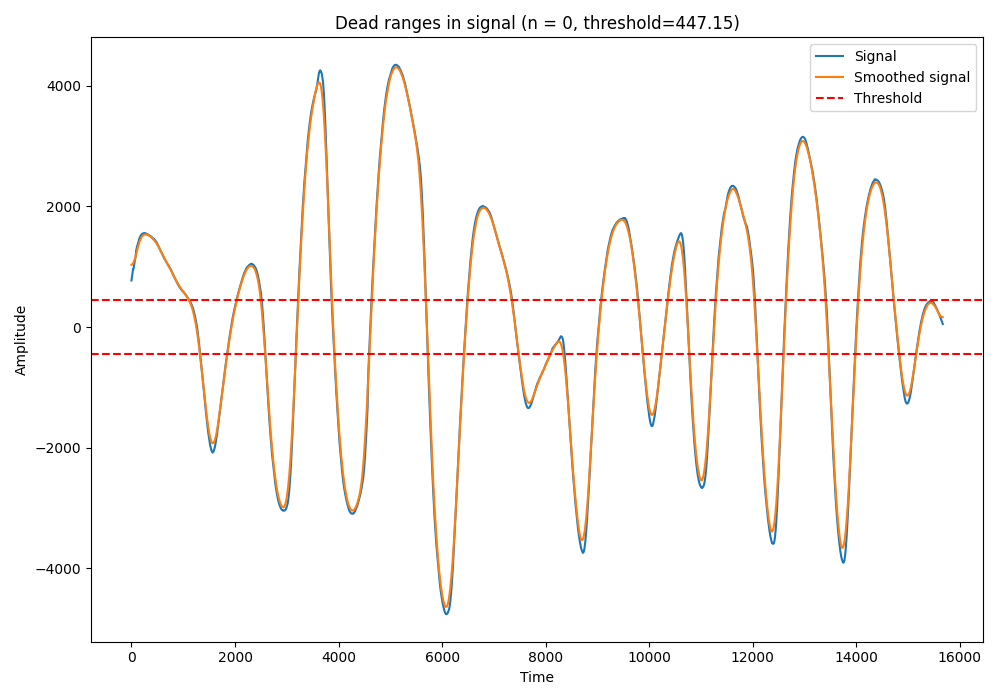 Dead ranges in signal (n = 0, threshold=447.15)
Signal
Smoothed signal
Threshold
Amplitude
4000
2000
0
−2000
−4000
0 2000 4000 6000 8000 10000 12000 14000 16000
Time